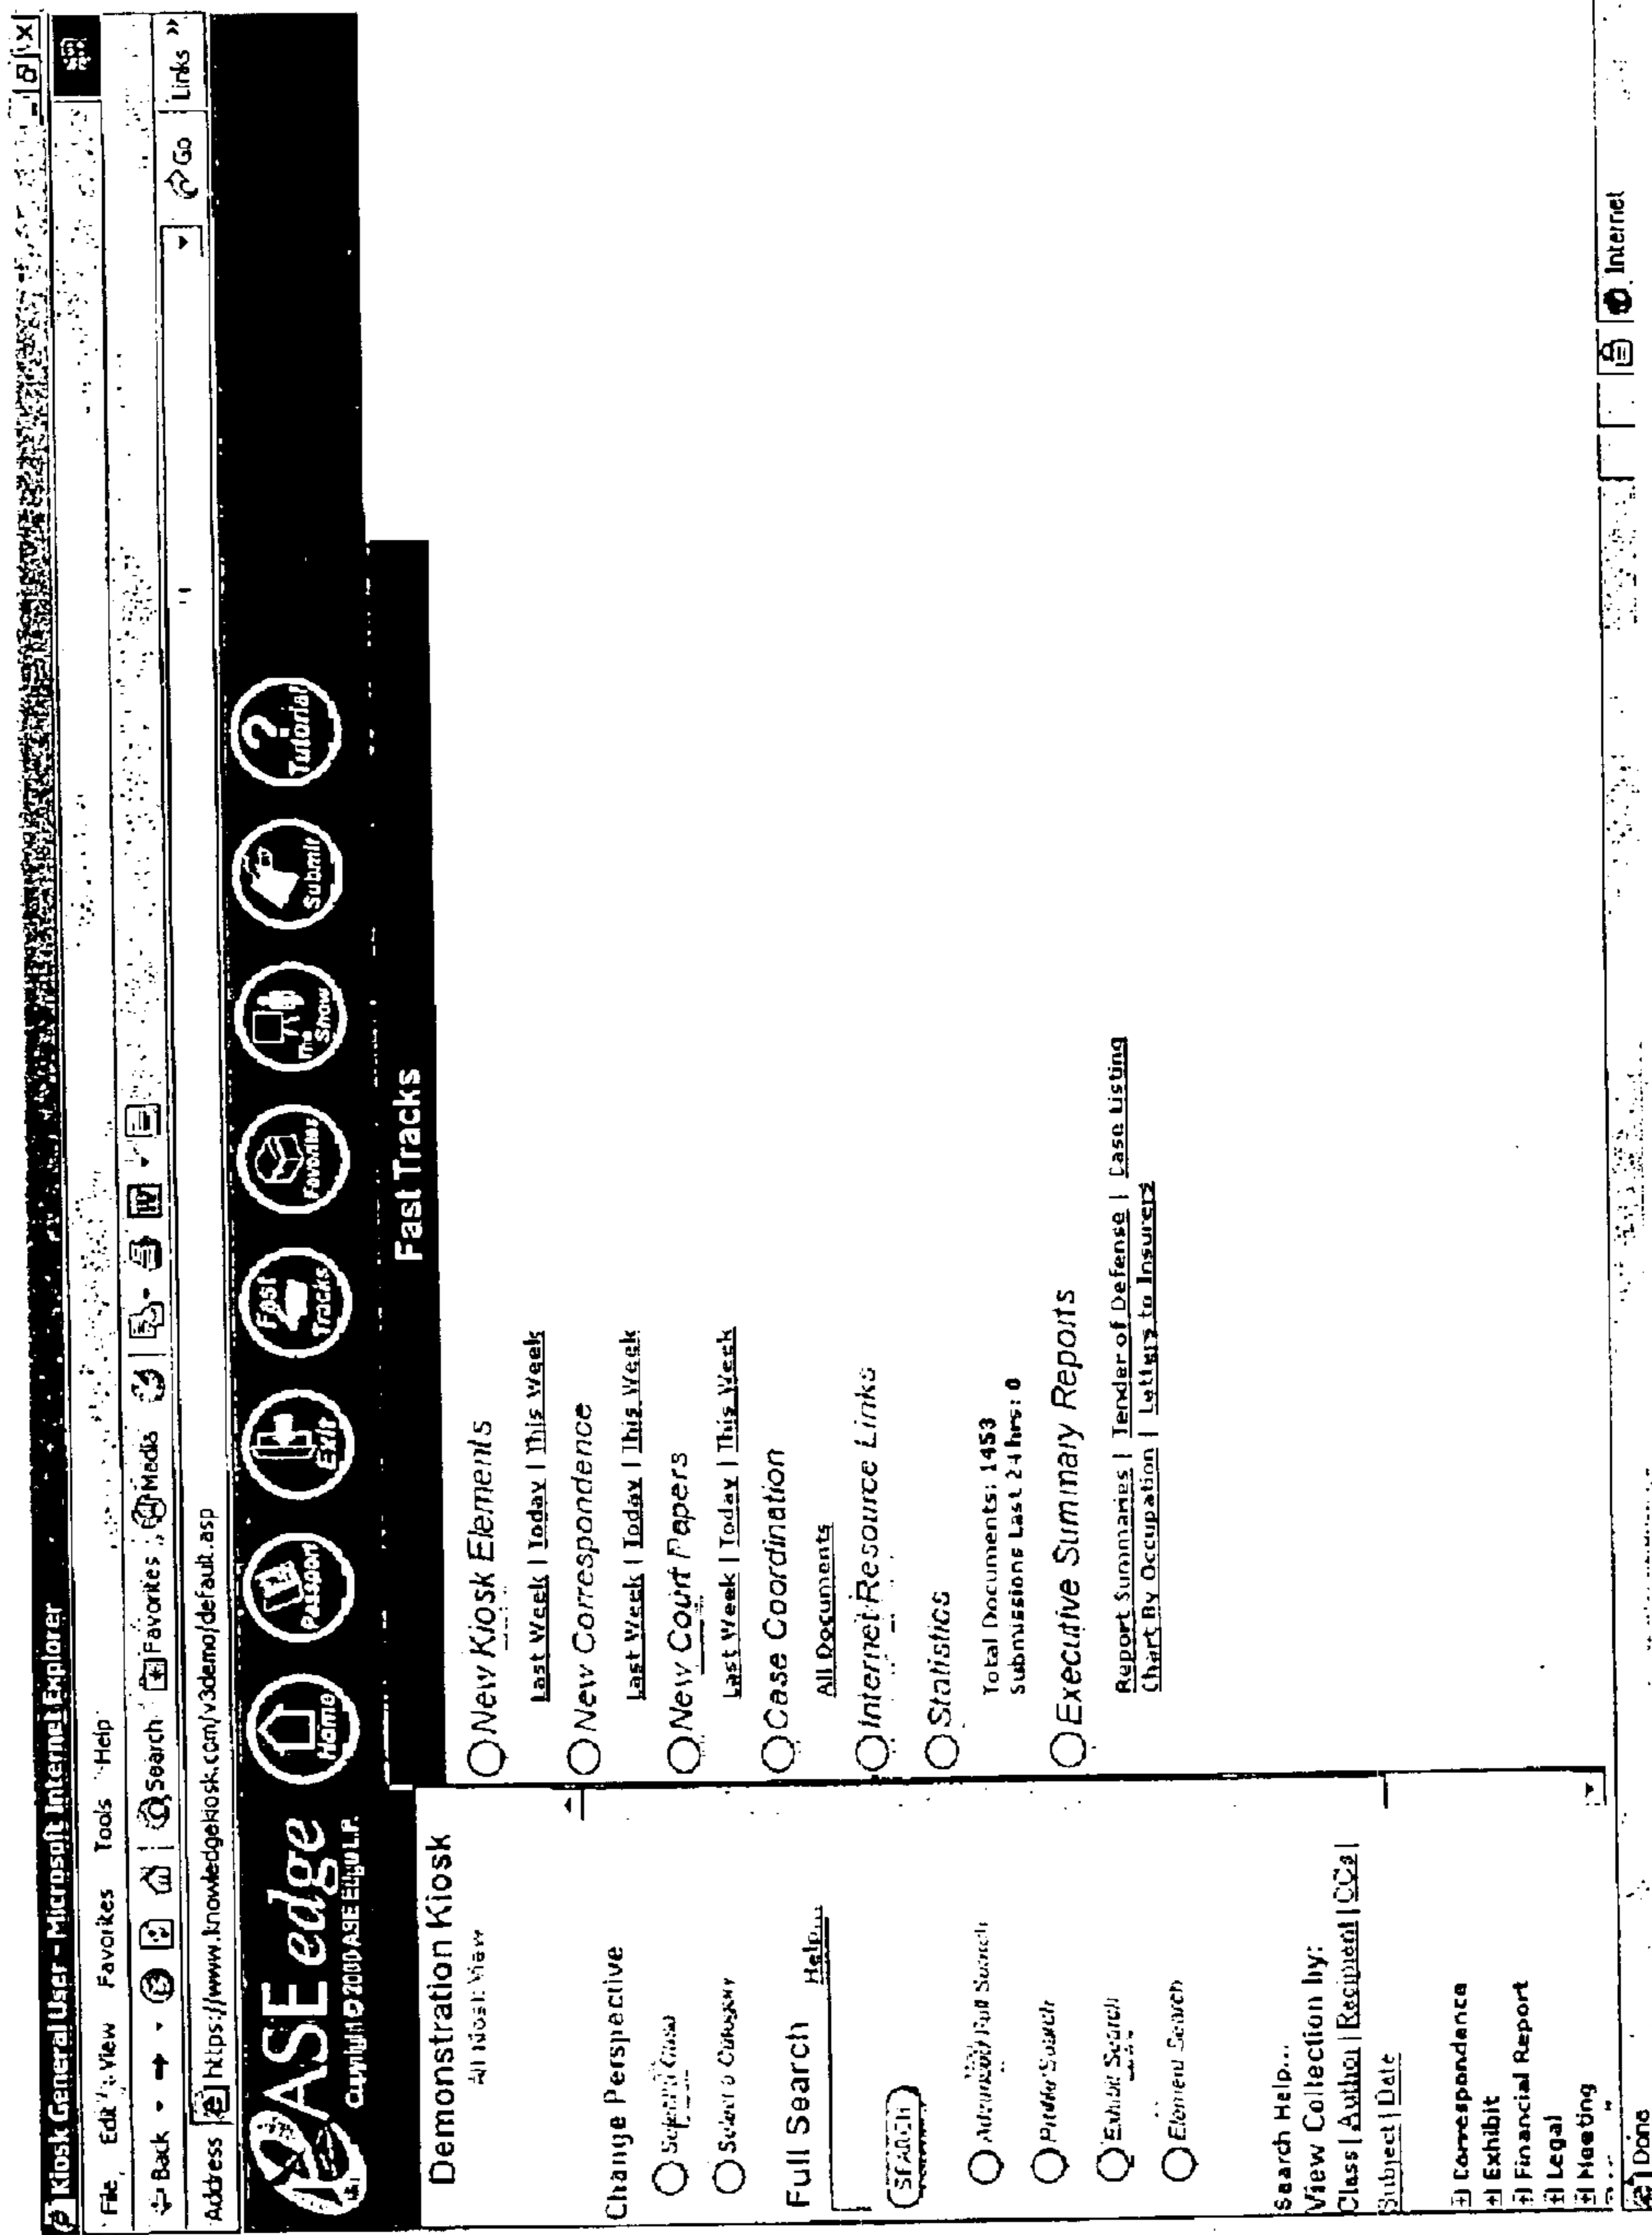 Kiosk General User - Microsoft Internet Explorer
File Edit View Favorites Tools Help
Back Search Favorites Media
Address https://www.knowledgekiosk.com/v3demo/default.asp Go Links »
ASE edge
Copyright © 2000 ASE Edge L.P.
Home
Passport
Exit
Fast Tracks
Favorites
The Show
Submit
? Tutorial
Demonstration Kiosk
All Kiosk View
Change Perspective
Select a Case
Select a Category
Full Search Help...
SEARCH
Advanced Full Search
Profile Search
Exhibit Search
Element Search
Search Help...
View Collection by:
Class | Author | Recipient | CCs |
Subject | Date
+ Correspondence
+ Exhibit
+ Financial Report
+ Legal
+ Meeting
Fast Tracks
New Kiosk Elements
Last Week | Today | This Week
New Correspondence
Last Week | Today | This Week
New Court Papers
Last Week | Today | This Week
Case Coordination
All Documents
Internet Resource Links
Statistics
Total Documents: 1453
Submissions Last 24 hrs: 0
Executive Summary Reports
Report Summaries | Tender of Defense | Case Listing
Chart By Occupation | Letters to Insurers
Done Internet